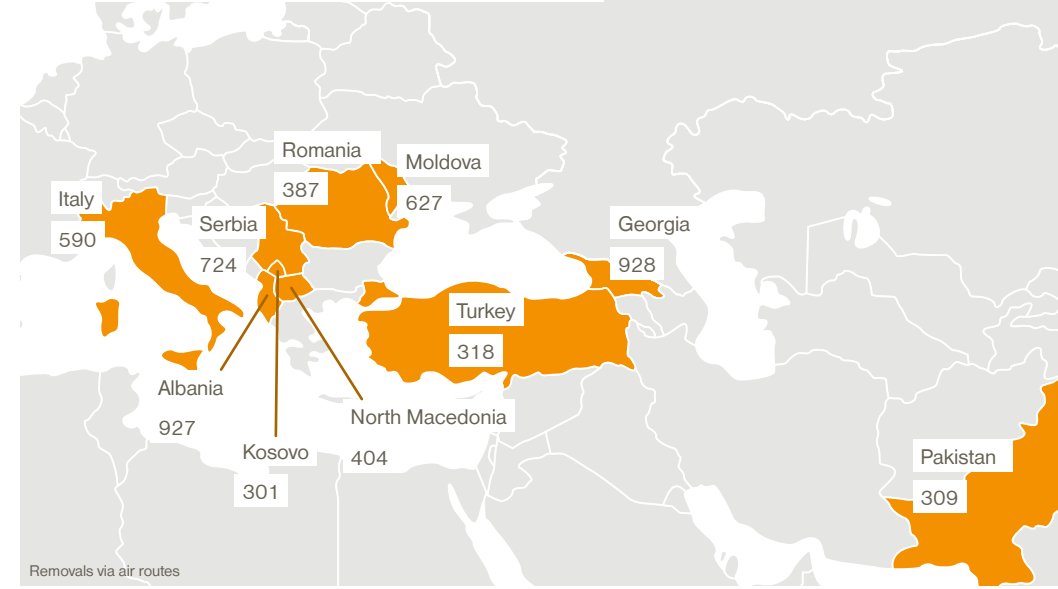 Romania
387
Moldova
627
Italy
590
Serbia
724
Georgia
928
Turkey
318
Albania
927
North Macedonia
404
Kosovo
301
Pakistan
309
Removals via air routes